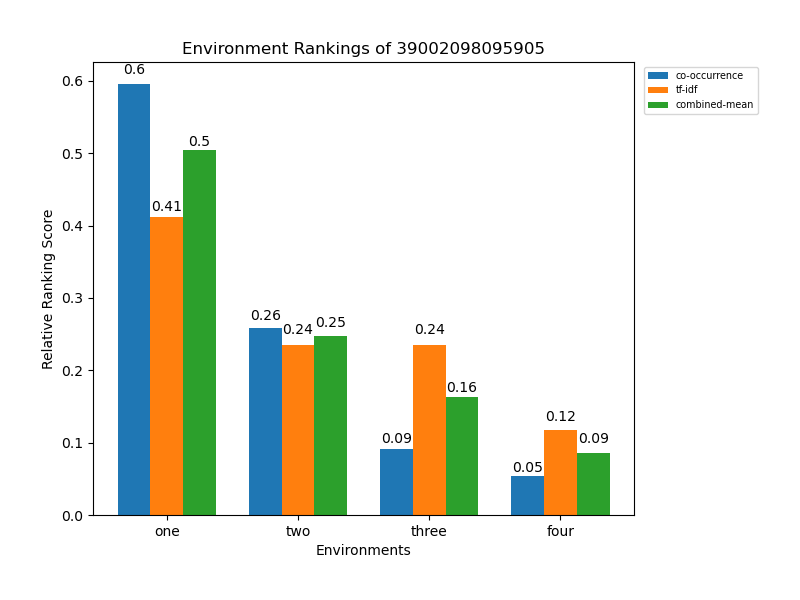 Environment Rankings of 39002098095905
co-occurrence
tf-idf
combined-mean
Relative Ranking Score
0.6
0.5
0.4
0.3
0.2
0.1
0.0
0.6
0.41
0.5
0.26
0.24
0.25
0.09
0.24
0.16
0.05
0.12
0.09
one two three four
Environments